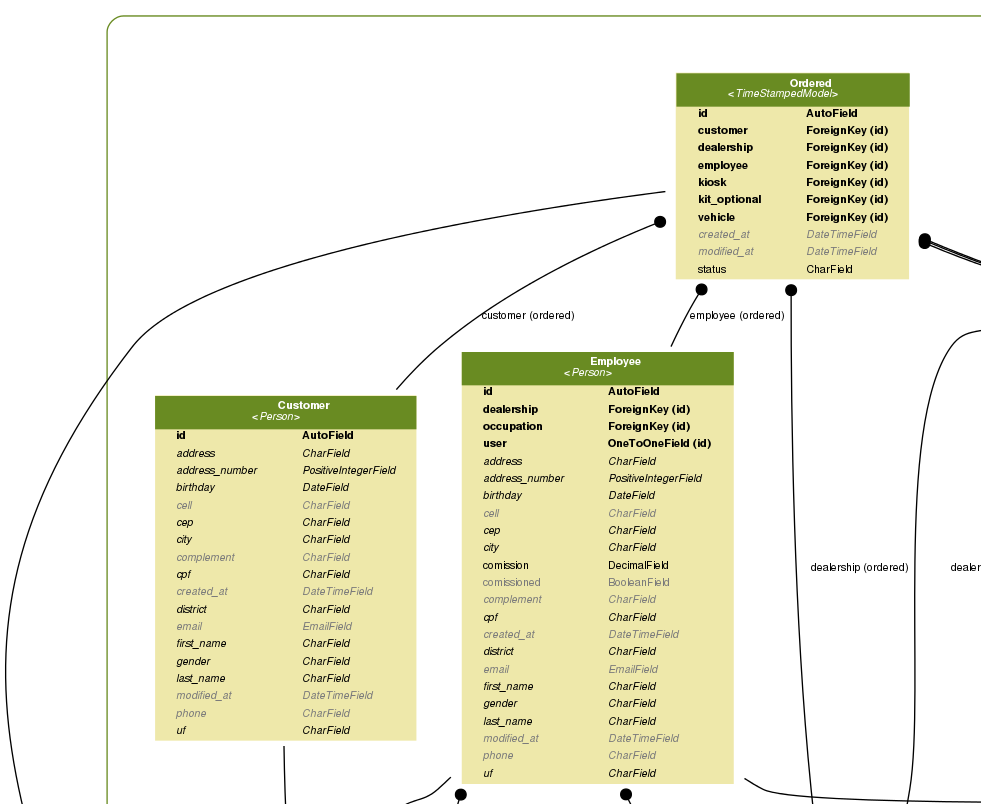 Ordered
<TimeStampedModel>
id AutoField
customer ForeignKey (id)
dealership ForeignKey (id)
employee ForeignKey (id)
kiosk ForeignKey (id)
kit_optional ForeignKey (id)
vehicle ForeignKey (id)
created_at DateTimeField
modified_at DateTimeField
status CharField
customer (ordered)
employee (ordered)
Employee
<Person>
id AutoField
dealership ForeignKey (id)
occupation ForeignKey (id)
user OneToOneField (id)
address CharField
address_number PositiveIntegerField
birthday DateField
cell CharField
cep CharField
city CharField
comission DecimalField
comissioned BooleanField
complement CharField
cpf CharField
created_at DateTimeField
district CharField
email EmailField
first_name CharField
gender CharField
last_name CharField
modified_at DateTimeField
phone CharField
uf CharField
Customer
<Person>
id AutoField
address CharField
address_number PositiveIntegerField
birthday DateField
cell CharField
cep CharField
city CharField
complement CharField
cpf CharField
created_at DateTimeField
district CharField
email EmailField
first_name CharField
gender CharField
last_name CharField
modified_at DateTimeField
phone CharField
uf CharField
dealership (ordered)
dealer